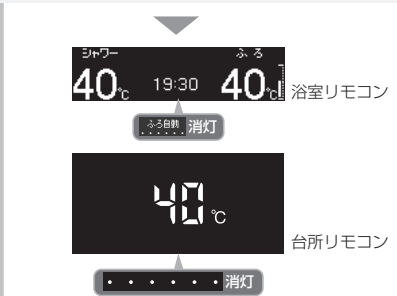 シャワー ふろ
40℃ 19:30 40℃
浴室リモコン
ふろ自動 消灯
40℃
台所リモコン
消灯